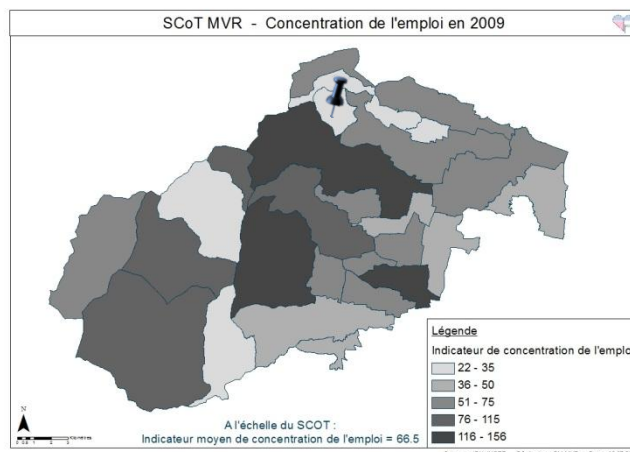 SCoT MVR - Concentration de l'emploi en 2009
Légende
Indicateur de concentration de l'emploi
22 - 35
36 - 50
51 - 75
76 - 115
116 - 156
N
A l'échelle du SCOT :
Indicateur moyen de concentration de l'emploi = 66.5